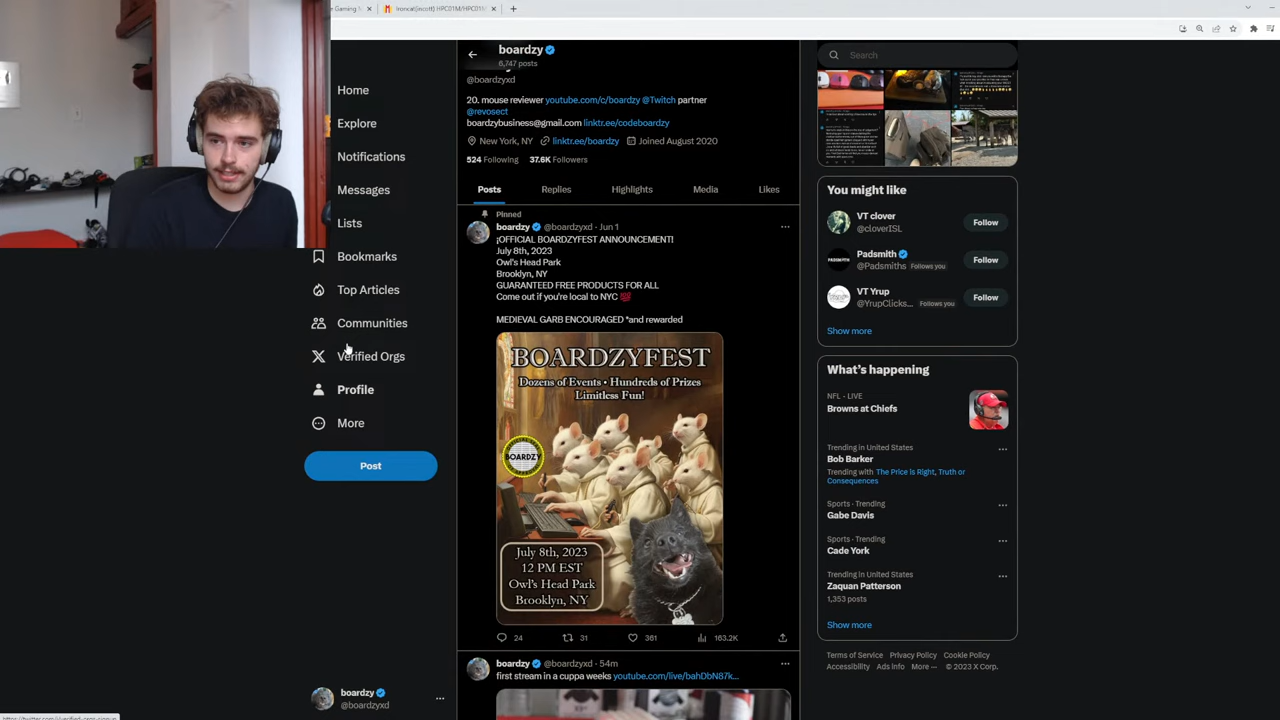 Gaming
Ironcat(jscott) HPC01M/HPC01
boardzy
6,747 posts
@boardzyxd
20. mouse reviewer youtube.com/c/boardzy @Twitch partner
@revosect
boardzybusiness@gmail.com linktr.ee/codeboardzy
New York, NY linktr.ee/boardzy Joined August 2020
524 Following 37.6K Followers
Posts Replies Highlights Media Likes
Home
Explore
Notifications
Messages
Lists
Bookmarks
Top Articles
Communities
Verified Orgs
Profile
More
Post
boardzy
@boardzyxd
Pinned
boardzy @boardzyxd · Jun 1
¡OFFICIAL BOARDZYFEST ANNOUNCEMENT!
July 8th, 2023
Owl's Head Park
Brooklyn, NY
GUARANTEED FREE PRODUCTS FOR ALL
Come out if you're local to NYC 💯
MEDIEVAL GARB ENCOURAGED *and rewarded
BOARDZYFEST
Dozens of Events • Hundreds of Prizes
Limitless Fun!
BOARDZY
July 8th, 2023
12 PM EST
Owl's Head Park
Brooklyn, NY
24 31 361 163.2K
boardzy @boardzyxd · 54m
first stream in a cuppa weeks youtube.com/live/bahDbN87k...
Search
You might like
VT clover
@cloverISL
Follow
Padsmith
@Padsmiths Follows you
Follow
VT Yrup
@YrupClicks... Follows you
Follow
Show more
What's happening
NFL · LIVE
Browns at Chiefs
Trending in United States
Bob Barker
Trending with The Price is Right, Truth or
Consequences
Sports · Trending
Gabe Davis
Sports · Trending
Cade York
Trending in United States
Zaquan Patterson
1,353 posts
Show more
Terms of Service Privacy Policy Cookie Policy
Accessibility Ads info More ··· © 2023 X Corp.